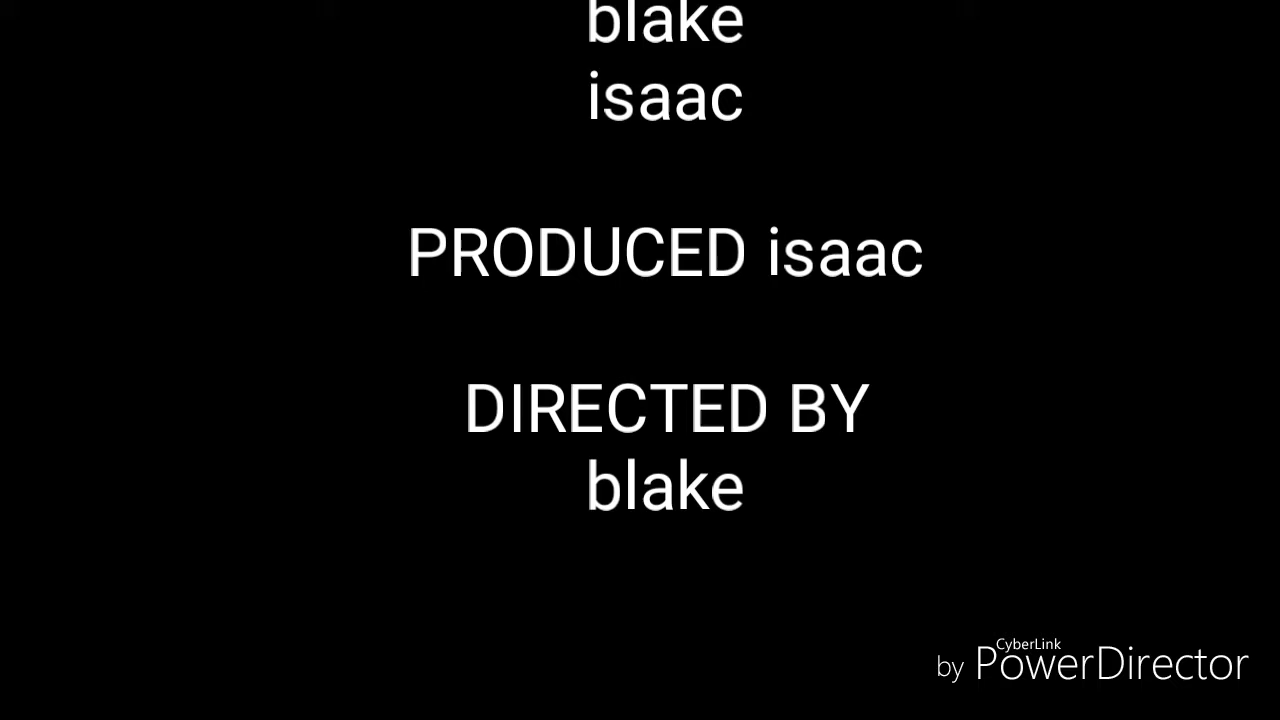 blake
isaac
PRODUCED isaac
DIRECTED BY
blake
CyberLink
by PowerDirector